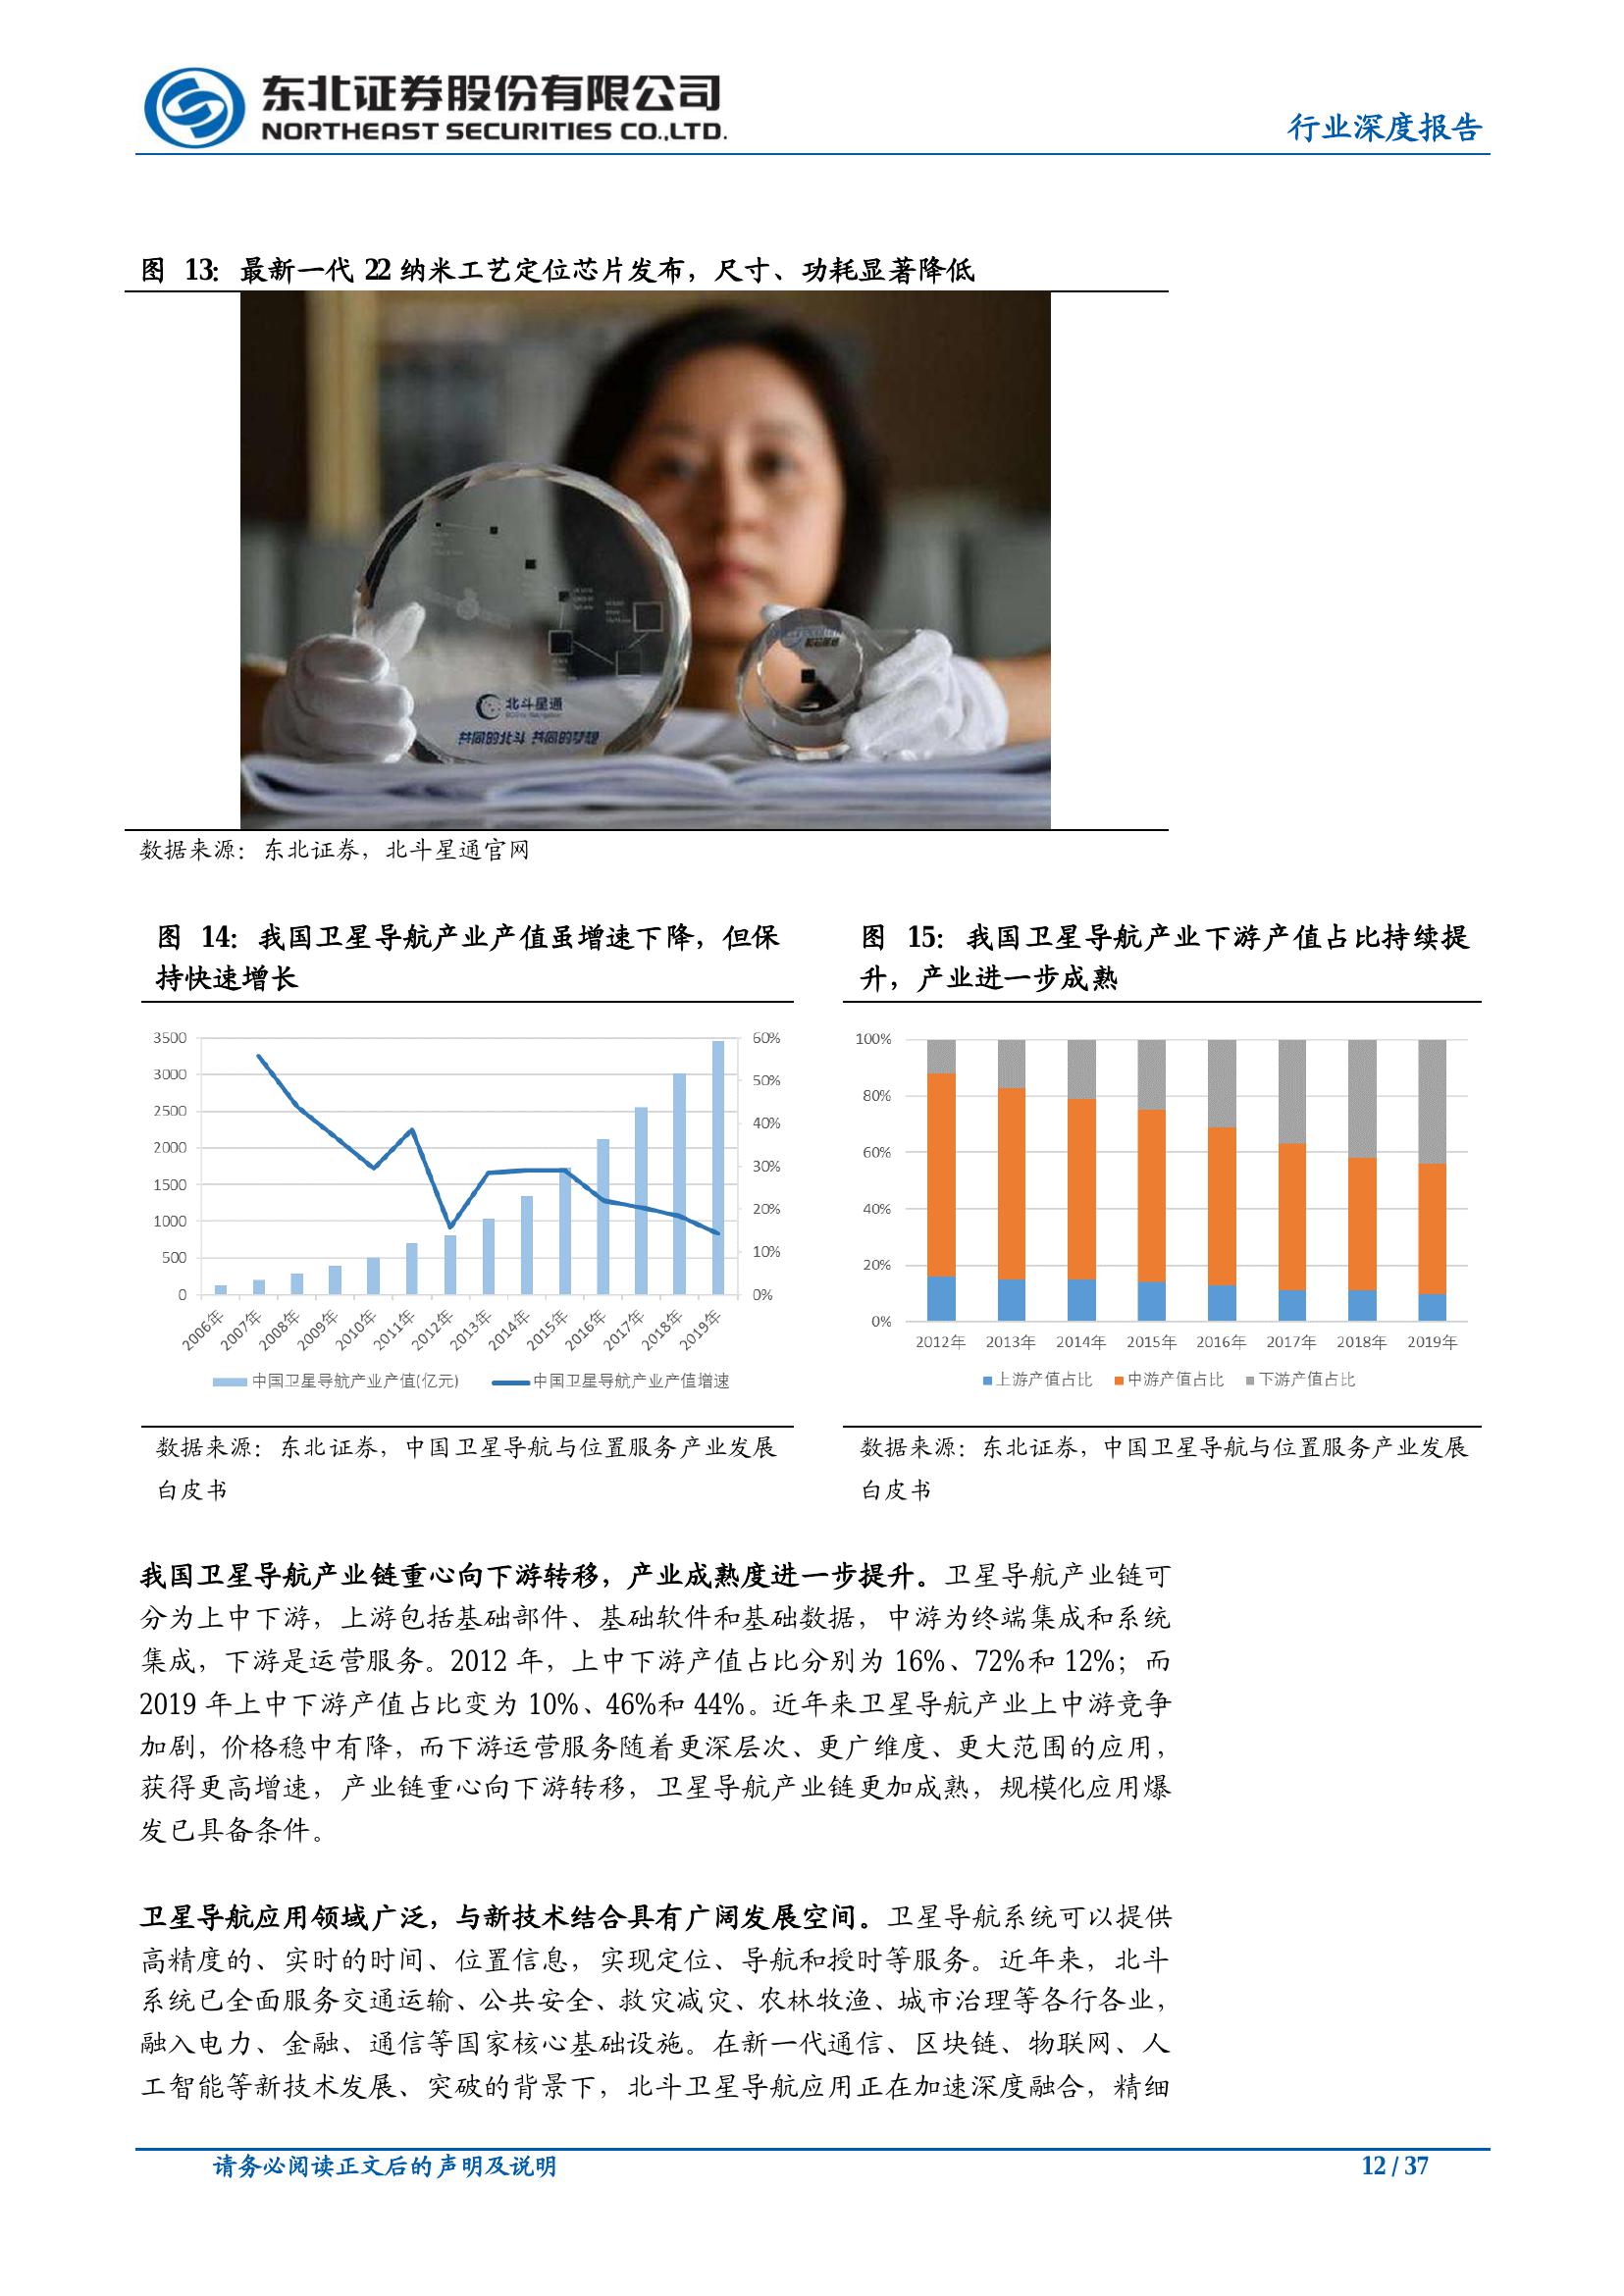 东北证券股份有限公司
NORTHEAST SECURITIES CO.,LTD.
行业深度报告
图 13：最新一代 22 纳米工艺定位芯片发布，尺寸、功耗显著降低
北斗星通
共同的北斗 共同的梦想
数据来源：东北证券，北斗星通官网
图 14：我国卫星导航产业产值虽增速下降，但保
持快速增长
3500
3000
2500
2000
1500
1000
500
0
60%
50%
40%
30%
20%
10%
0%
2006年 2007年 2008年 2009年 2010年 2011年 2012年 2013年 2014年 2015年 2016年 2017年 2018年 2019年
中国卫星导航产业产值(亿元) 中国卫星导航产业产值增速
数据来源：东北证券，中国卫星导航与位置服务产业发展
白皮书
图 15：我国卫星导航产业下游产值占比持续提
升，产业进一步成熟
100%
80%
60%
40%
20%
0%
2012年 2013年 2014年 2015年 2016年 2017年 2018年 2019年
上游产值占比 中游产值占比 下游产值占比
数据来源：东北证券，中国卫星导航与位置服务产业发展
白皮书
我国卫星导航产业链重心向下游转移，产业成熟度进一步提升。卫星导航产业链可
分为上中下游，上游包括基础部件、基础软件和基础数据，中游为终端集成和系统
集成，下游是运营服务。2012 年，上中下游产值占比分别为 16%、72%和 12%；而
2019 年上中下游产值占比变为 10%、46%和 44%。近年来卫星导航产业上中游竞争
加剧，价格稳中有降，而下游运营服务随着更深层次、更广维度、更大范围的应用，
获得更高增速，产业链重心向下游转移，卫星导航产业链更加成熟，规模化应用爆
发已具备条件。
卫星导航应用领域广泛，与新技术结合具有广阔发展空间。卫星导航系统可以提供
高精度的、实时的时间、位置信息，实现定位、导航和授时等服务。近年来，北斗
系统已全面服务交通运输、公共安全、救灾减灾、农林牧渔、城市治理等各行各业，
融入电力、金融、通信等国家核心基础设施。在新一代通信、区块链、物联网、人
工智能等新技术发展、突破的背景下，北斗卫星导航应用正在加速深度融合，精细
请务必阅读正文后的声明及说明
12 / 37